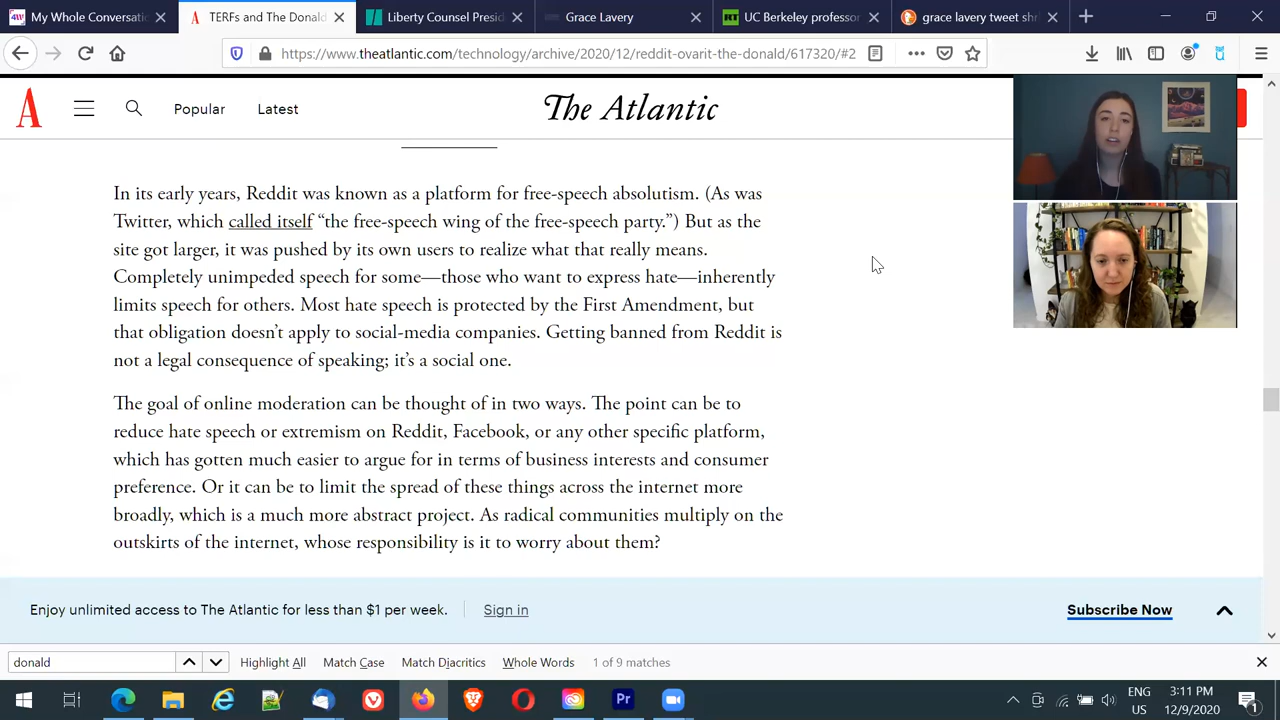 My Whole Conversati
TERFs and The Donald
Liberty Counsel Presid
Grace Lavery
UC Berkeley professor
grace lavery tweet shr
https://www.theatlantic.com/technology/archive/2020/12/reddit-ovarit-the-donald/617320/#2
Popular
Latest
The Atlantic
In its early years, Reddit was known as a platform for free-speech absolutism. (As was
Twitter, which called itself “the free-speech wing of the free-speech party.”) But as the
site got larger, it was pushed by its own users to realize what that really means.
Completely unimpeded speech for some—those who want to express hate—inherently
limits speech for others. Most hate speech is protected by the First Amendment, but
that obligation doesn’t apply to social-media companies. Getting banned from Reddit is
not a legal consequence of speaking; it’s a social one.
The goal of online moderation can be thought of in two ways. The point can be to
reduce hate speech or extremism on Reddit, Facebook, or any other specific platform,
which has gotten much easier to argue for in terms of business interests and consumer
preference. Or it can be to limit the spread of these things across the internet more
broadly, which is a much more abstract project. As radical communities multiply on the
outskirts of the internet, whose responsibility is it to worry about them?
Enjoy unlimited access to The Atlantic for less than $1 per week.
Sign in
Subscribe Now
donald
Highlight All
Match Case
Match Diacritics
Whole Words
1 of 9 matches
Pr
ENG
US
3:11 PM
12/9/2020
1